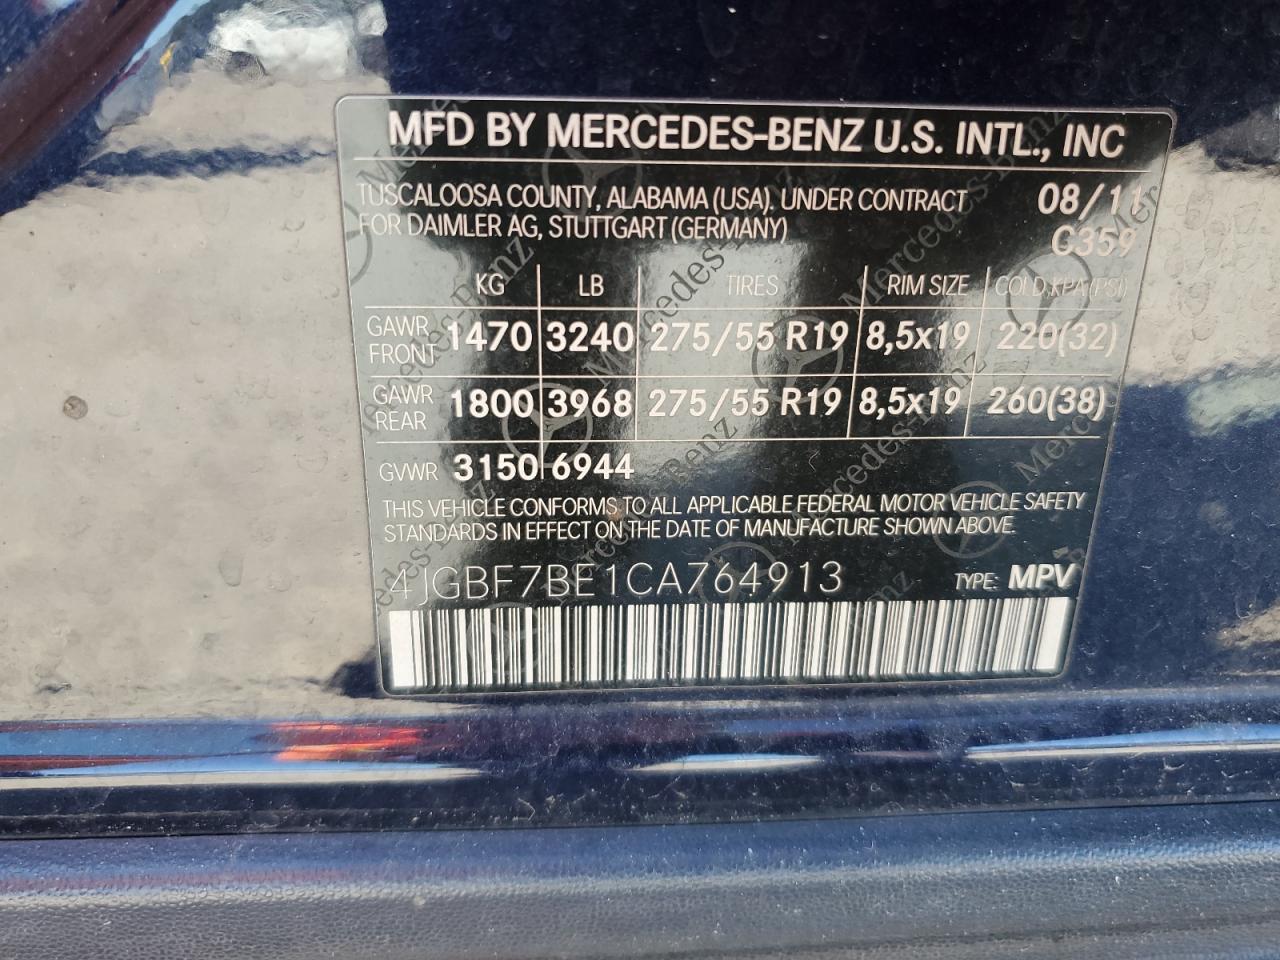 MFD BY MERCEDES-BENZ U.S. INTL., INC
TUSCALOOSA COUNTY, ALABAMA (USA), UNDER CONTRACT 08/11
FOR DAIMLER AG, STUTTGART (GERMANY) C359
KG LB TIRES RIM SIZE COLD,KPA(PSI)
GAWR FRONT 1470 3240 275/55 R19 8,5x19 220(32)
GAWR REAR 1800 3968 275/55 R19 8,5x19 260(38)
GVWR 3150 6944
THIS VEHICLE CONFORMS TO ALL APPLICABLE FEDERAL MOTOR VEHICLE SAFETY
STANDARDS IN EFFECT ON THE DATE OF MANUFACTURE SHOWN ABOVE.
4JGBF7BE1CA764913 TYPE: MPV